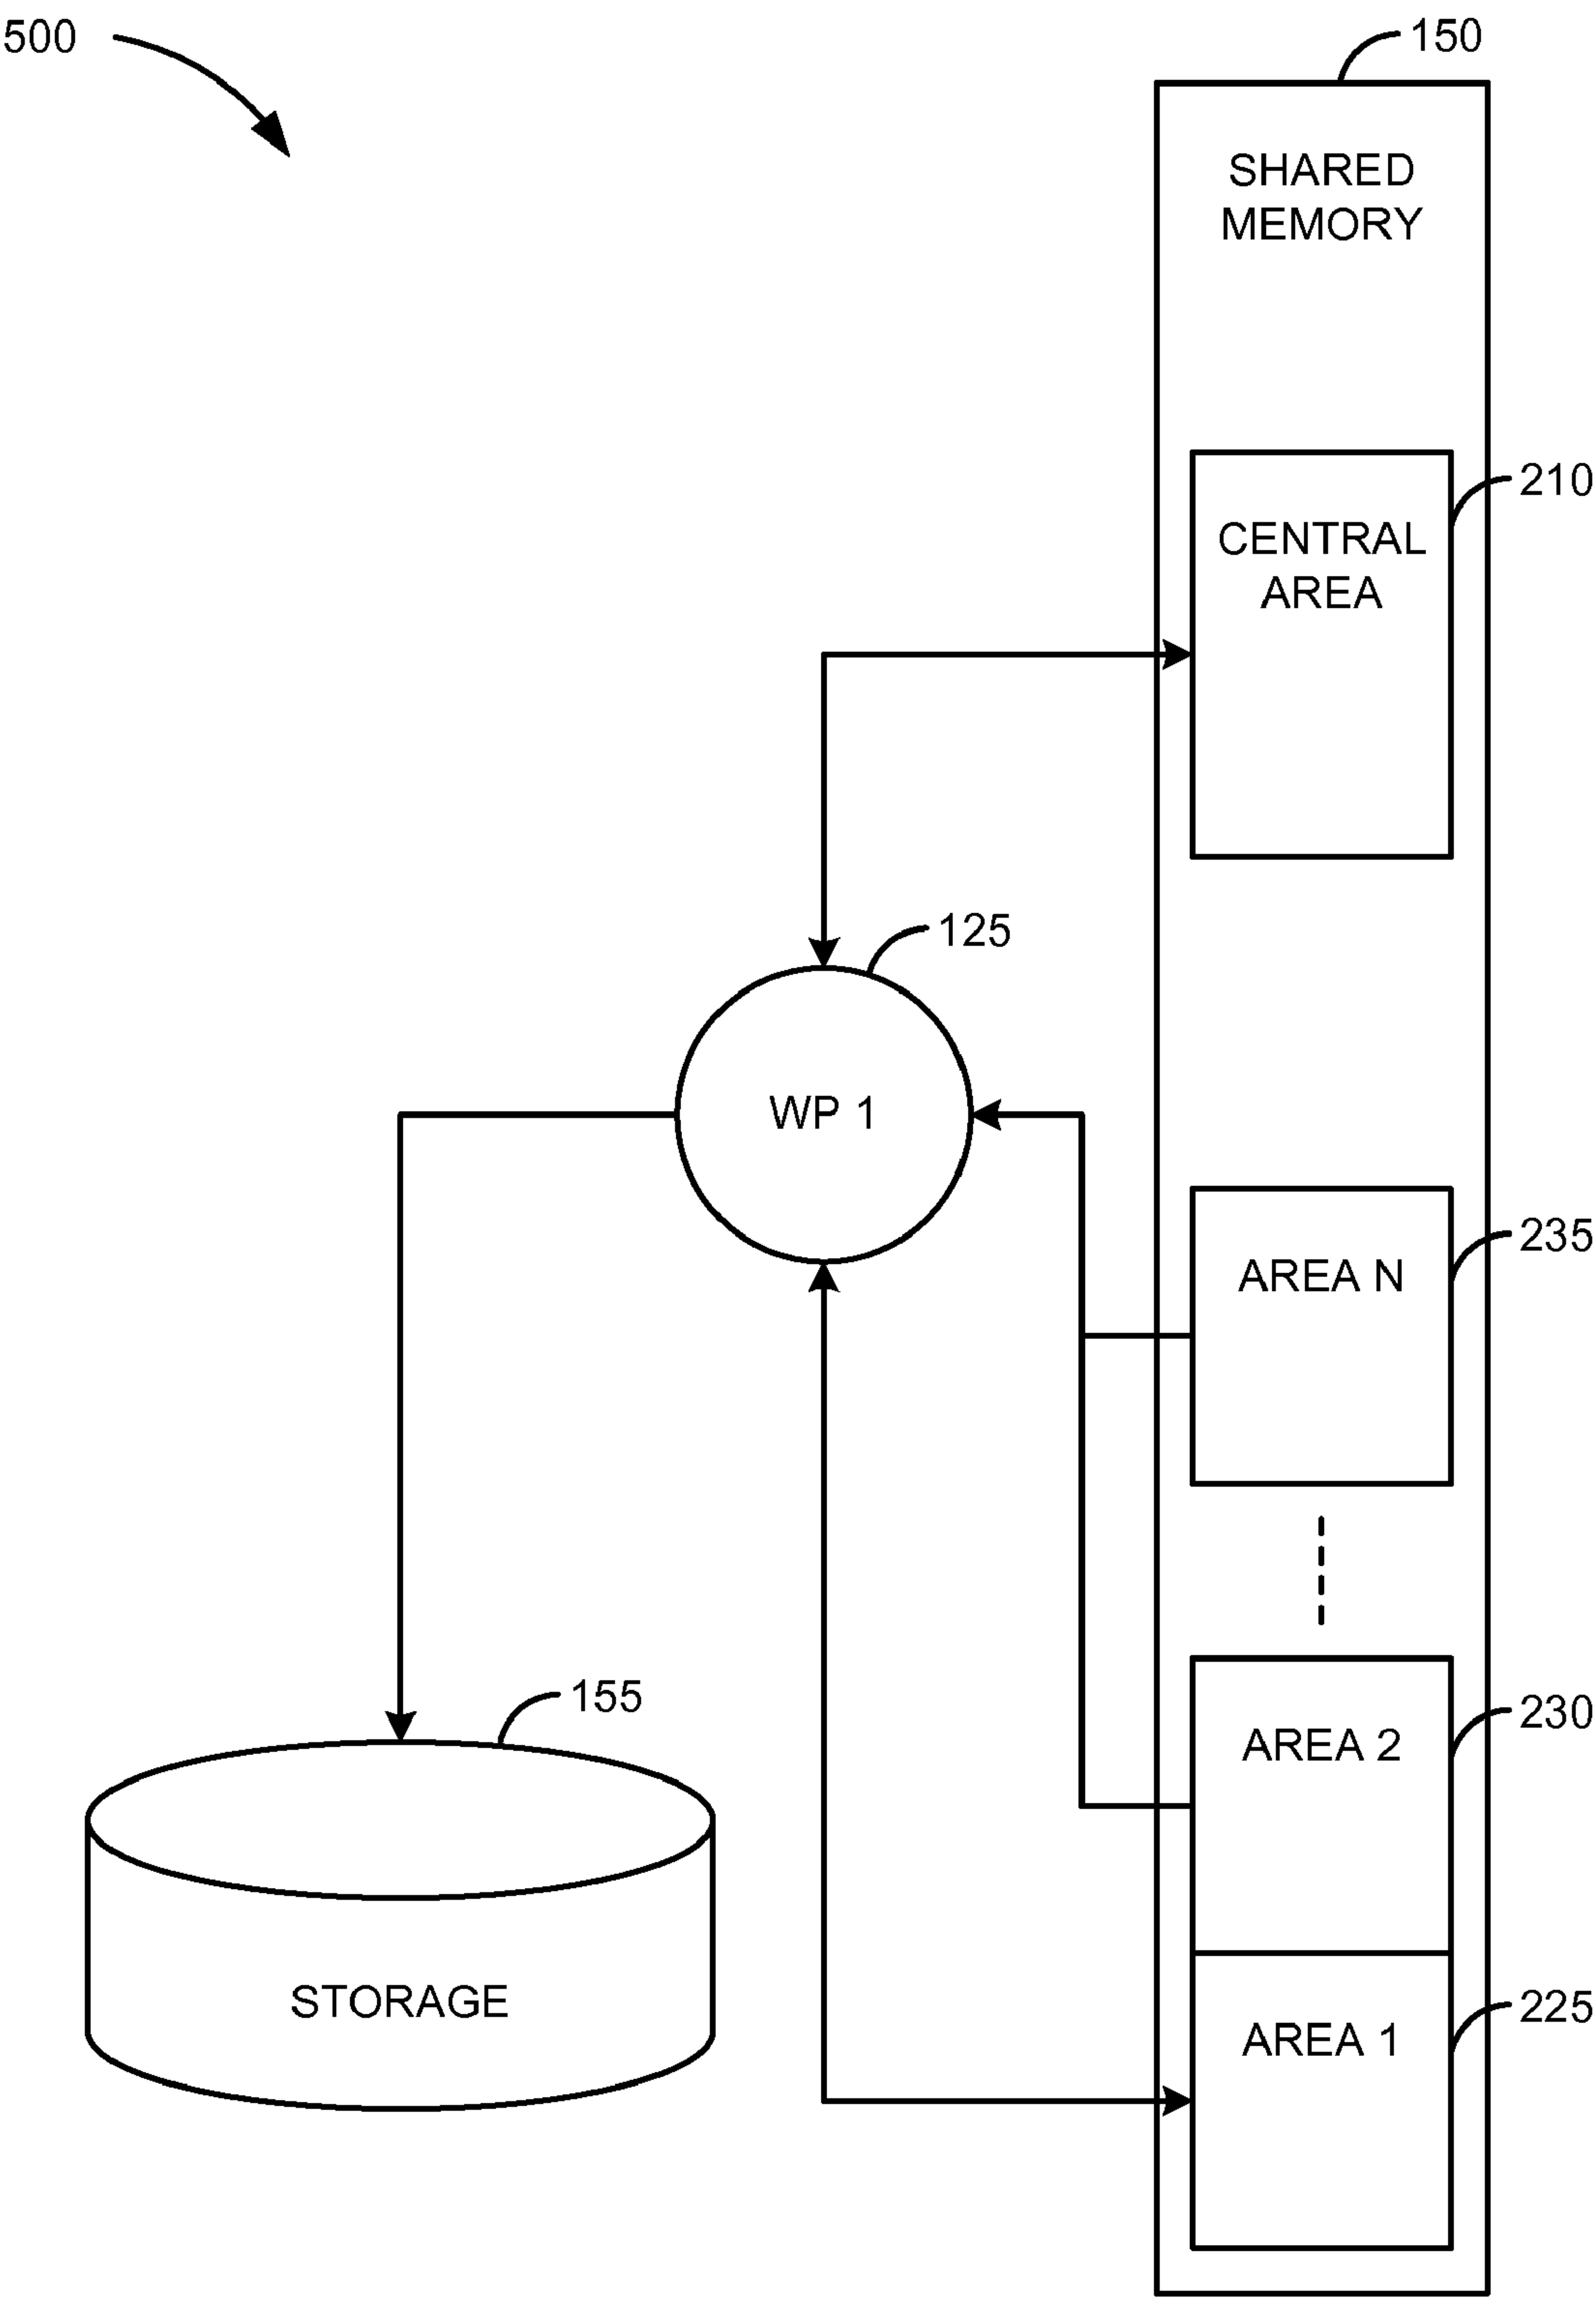 500
150
SHARED
MEMORY
210
CENTRAL
AREA
125
WP 1
235
AREA N
155
230
AREA 2
STORAGE
225
AREA 1